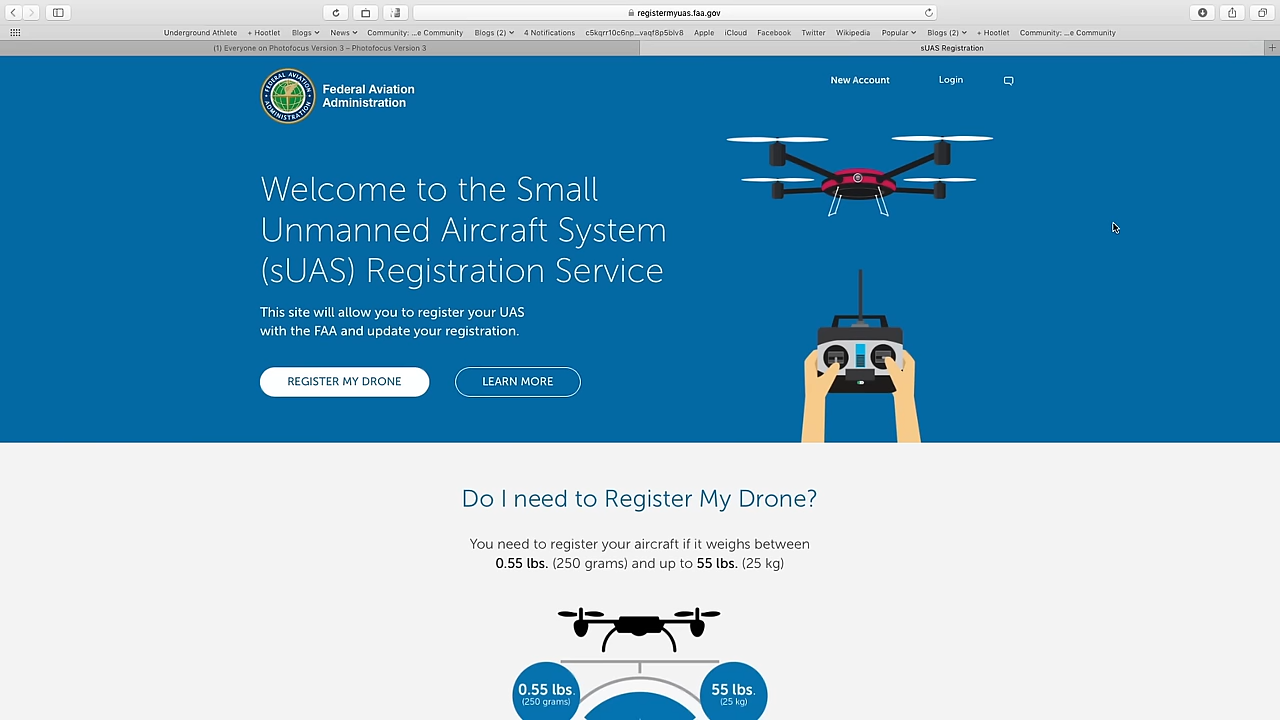 registermyuas.faa.gov
Underground Athlete
+ Hootlet
Blogs
News
Community: ...e Community
Blogs (2)
4 Notifications
Apple
iCloud
Facebook
Twitter
Wikipedia
Popular
Blogs (2)
+ Hootlet
Community: ...e Community
(1) Everyone on Photofocus Version 3 – Photofocus Version 3
sUAS Registration
Federal Aviation
Administration
New Account
Login
FEDERAL AVIATION
ADMINISTRATION
Welcome to the Small
Unmanned Aircraft System
(sUAS) Registration Service
This site will allow you to register your UAS
with the FAA and update your registration.
REGISTER MY DRONE
LEARN MORE
Do I need to Register My Drone?
You need to register your aircraft if it weighs between
0.55 lbs. (250 grams) and up to 55 lbs. (25 kg)
0.55 lbs.
(250 grams)
55 lbs.
(25 kg)